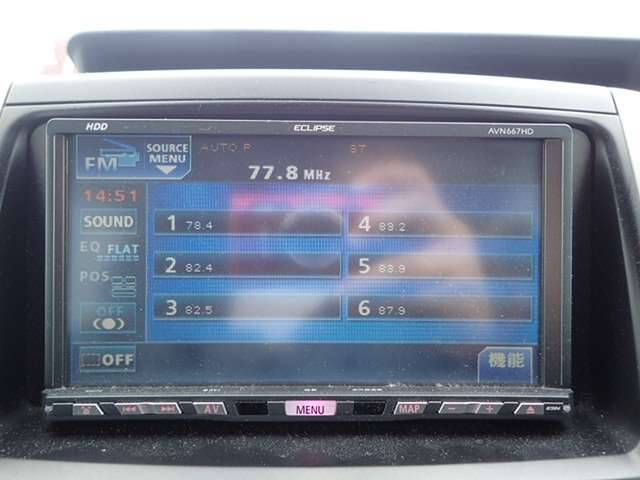 HDD ECLIPSE AVN667HD
FM SOURCE MENU AUTO P ST
77.8 MHz
14:51
SOUND
EQ FLAT
POS
OFF
OFF
1 78.4
2 82.4
3 82.5
4 83.2
5 83.9
6 87.9
機能
AV MENU MAP − +